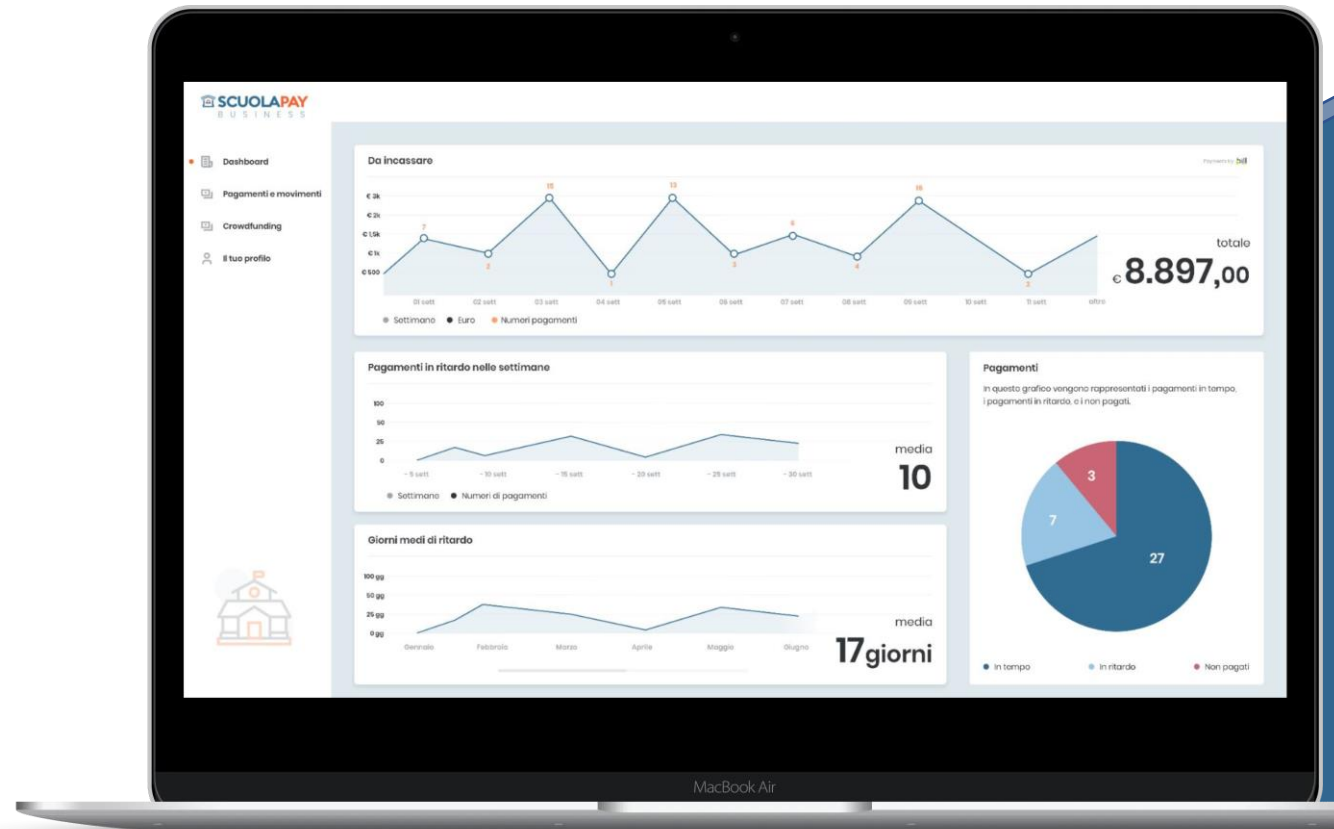 SCUOLAPAY
BUSINESS
Dashboard
Pagamenti e movimenti
Crowdfunding
Il tuo profilo
Da incassare
bill
€ 3k
€ 2k
€ 1,5k
€ 1k
€ 500
7
2
15
1
13
3
6
4
16
2
01 sett 02 sett 03 sett 04 sett 05 sett 06 sett 07 sett 08 sett 09 sett 10 sett 11 sett oltre
Settimane Euro Numeri pagamenti
totale
€ 8.897,00
Pagamenti in ritardo nelle settimane
100
50
25
0
- 5 sett - 10 sett - 15 sett - 20 sett - 25 sett - 30 sett
Settimane Numeri di pagamenti
media
10
Giorni medi di ritardo
100 gg
50 gg
25 gg
0 gg
Gennaio Febbraio Marzo Aprile Maggio Giugno
media
17giorni
Pagamenti
In questo grafico vengono rappresentati i pagamenti in tempo,
i pagamenti in ritardo, e i non pagati.
3
7
27
In tempo In ritardo Non pagati
MacBook Air